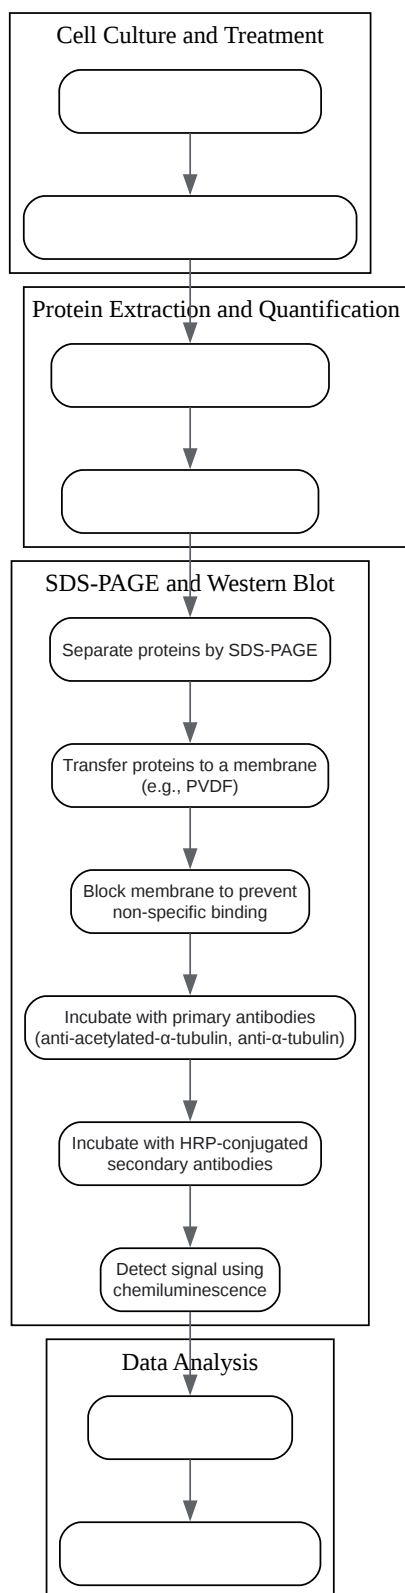 Cell Culture and Treatment
Protein Extraction and Quantification
SDS-PAGE and Western Blot
Separate proteins by SDS-PAGE
Transfer proteins to a membrane
(e.g., PVDF)
Block membrane to prevent
non-specific binding
Incubate with primary antibodies
(anti-acetylated-α-tubulin, anti-α-tubulin)
Incubate with HRP-conjugated
secondary antibodies
Detect signal using
chemiluminescence
Data Analysis